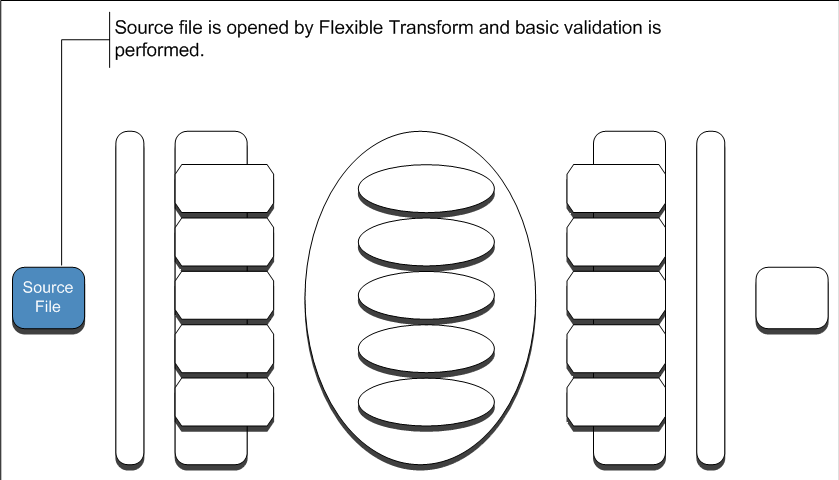 Source file is opened by Flexible Transform and basic validation is
performed.
Source
File